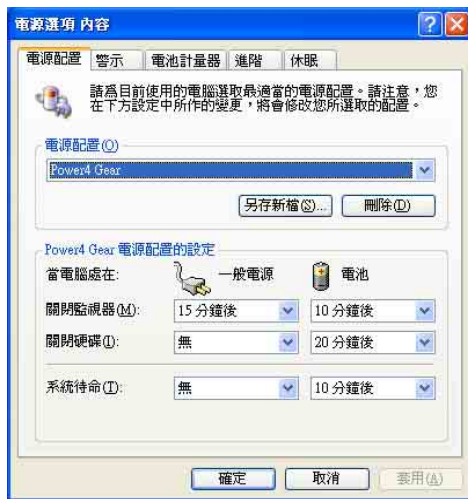 電源選項 內容
電源配置 警示 電池計量器 進階 休眠
請為目前使用的電腦選取最適當的電源配置。請注意，您
在下方設定中所作的變更，將會修改您所選取的配置。
電源配置(O)
Power4 Gear
另存新檔(S)... 刪除(D)
Power4 Gear 電源配置的設定
當電腦處在: 一般電源 電池
關閉監視器(M): 15 分鐘後 10 分鐘後
關閉硬碟(I): 無 20 分鐘後
系統待命(T): 無 10 分鐘後
確定 取消 套用(A)